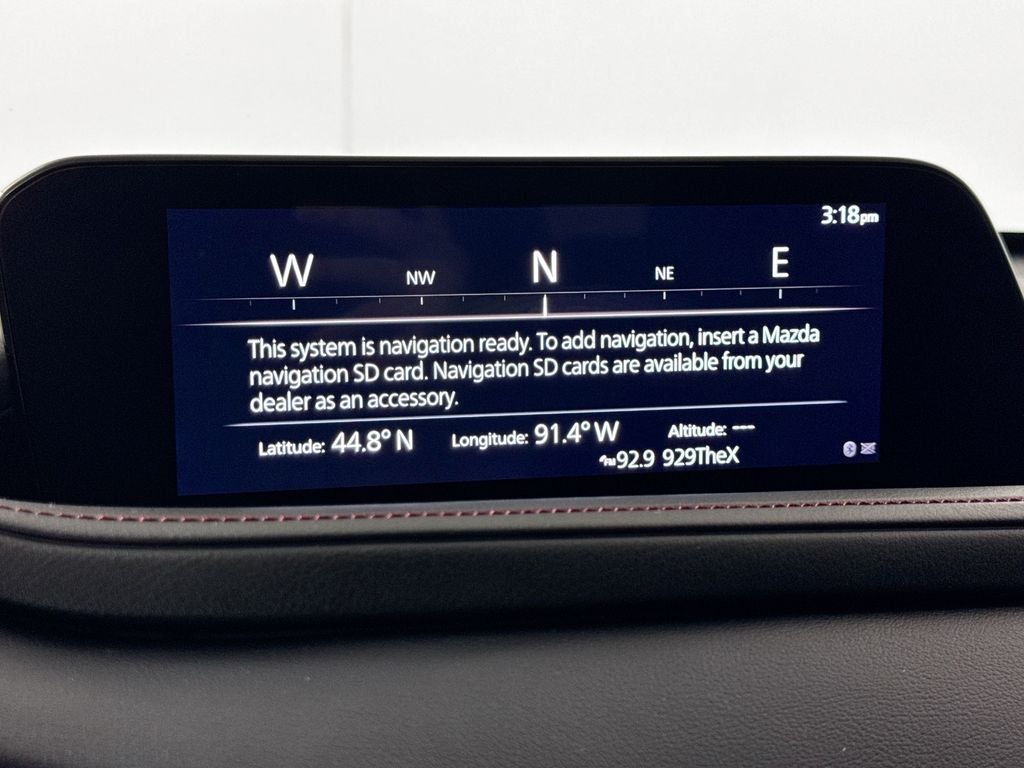 3:18pm
W NW N NE E
This system is navigation ready. To add navigation, insert a Mazda
navigation SD card. Navigation SD cards are available from your
dealer as an accessory.
Latitude: 44.8° N Longitude: 91.4° W Altitude: ---
FM 92.9 929TheX